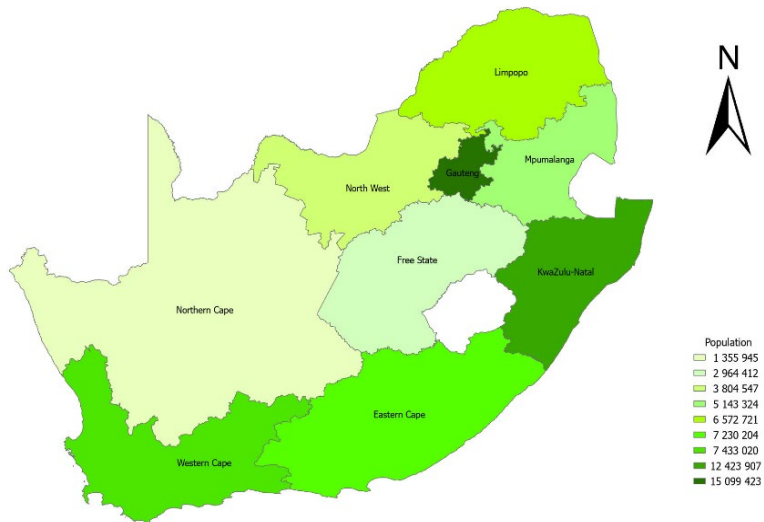 N
Limpopo
Mpumalanga
Gauteng
North West
Free State
KwaZulu-Natal
Northern Cape
Eastern Cape
Western Cape
Population
1 355 945
2 964 412
3 804 547
5 143 324
6 572 721
7 230 204
7 433 020
12 423 907
15 099 423